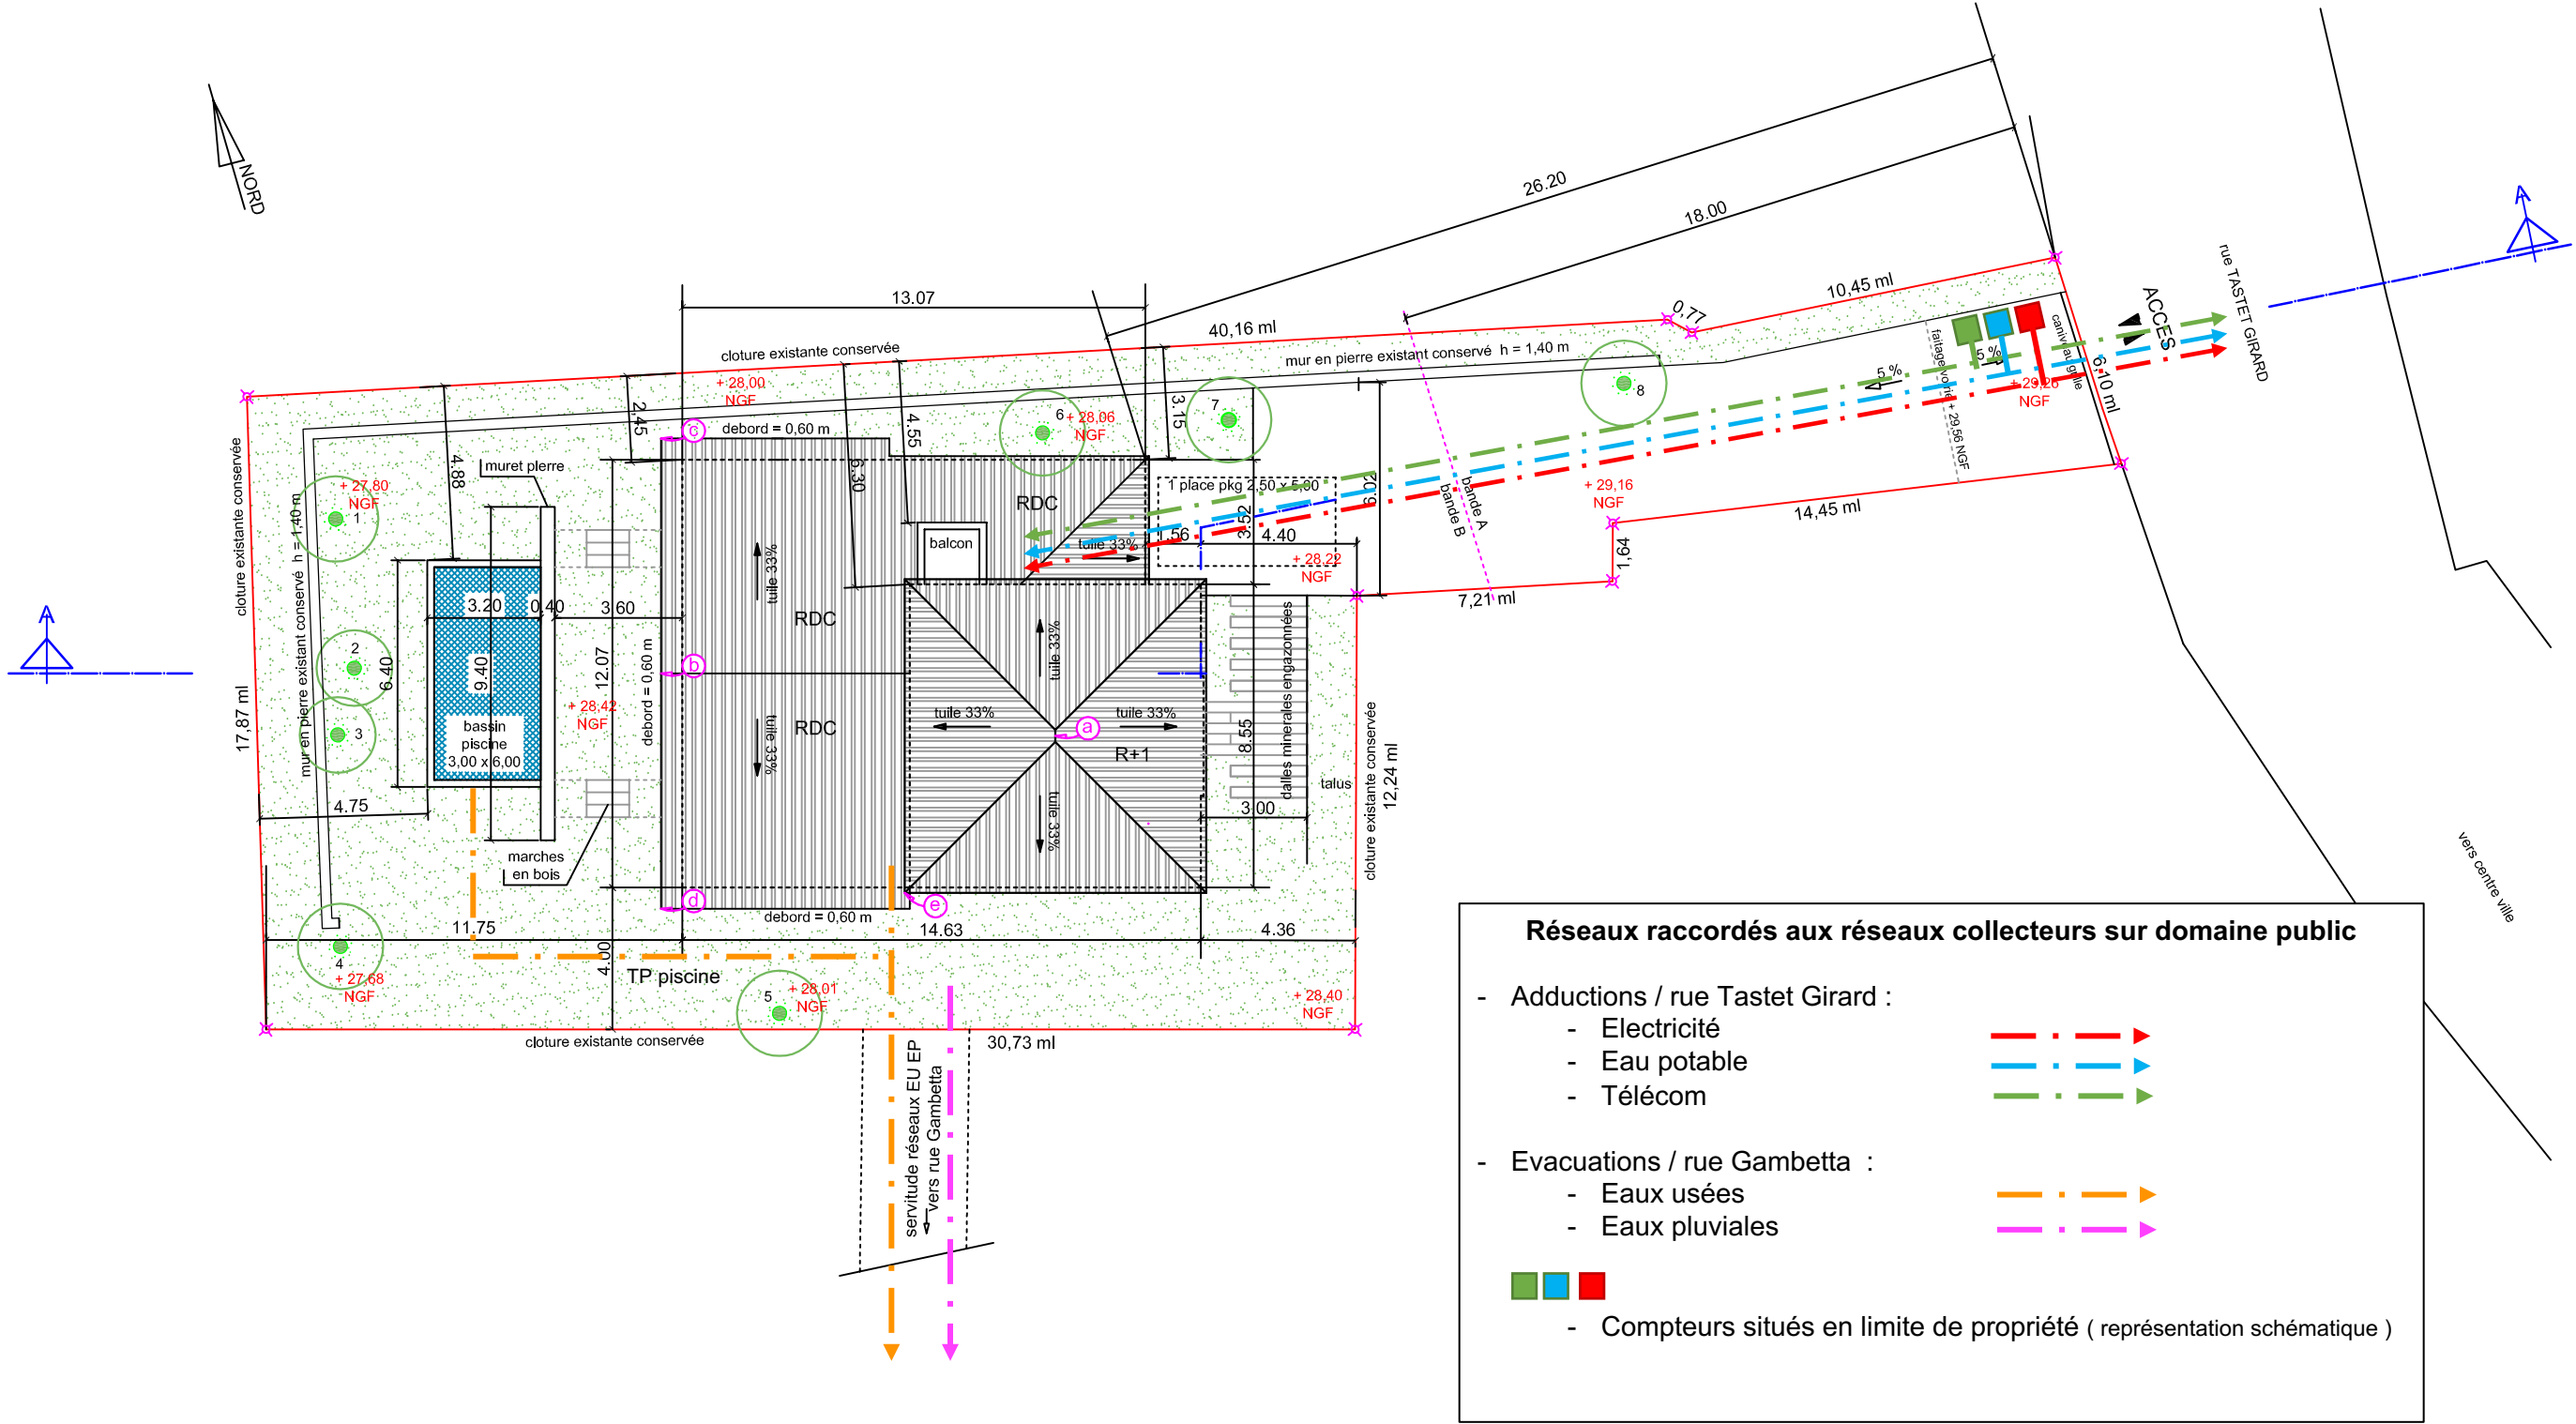 NORD
26.20
18.00
A
rue TASTET GIRARD
ACCES
13.07
40,16 ml
0,77
10,45 ml
cloture existante conservée
mur en pierre existant conservé h = 1,40 m
5 %
5 %
caniveau grille
6,10 ml
faitage voirie + 29,56 NGF
+ 29,26
NGF
+ 28,00
NGF
2,45
debord = 0,60 m
c
4.55
6
+ 28,06
NGF
3.15
7
8
4.88
muret pierre
6.30
RDC
1 place pkg 2,50 x 5,00
6.02
bande A
bande B
+ 29,16
NGF
14,45 ml
cloture existante conservée
mur en pierre existant conservé h = 1,40 m
+ 27,80
NGF
1
balcon
tuile 33%
.56
3.52
4.40
+ 28,22
NGF
1,64
7,21 ml
tuile 33%
3.20
0,40
3.60
RDC
tuile 33%
A
2
6.40
9.40
12.07
debord = 0,60 m
b
+ 28,42
NGF
17,87 ml
3
bassin
piscine
3,00 x 6,00
tuile 33%
RDC
tuile 33%
a
tuile 33%
R+1
8.55
dalles minerales engazonnées
talus
cloture existante conservée
12,24 ml
4.75
3.00
tuile 33%
marches
en bois
d
e
debord = 0,60 m
11.75
14.63
4.36
4
+ 27,68
NGF
4.00
TP piscine
5
+ 28,01
NGF
+ 28,40
NGF
cloture existante conservée
30,73 ml
servitude réseaux EU EP
vers rue Gambetta
vers centre ville
Réseaux raccordés aux réseaux collecteurs sur domaine public
- Adductions / rue Tastet Girard :
- Electricité
- Eau potable
- Télécom
- Evacuations / rue Gambetta :
- Eaux usées
- Eaux pluviales
- Compteurs situés en limite de propriété ( représentation schématique )